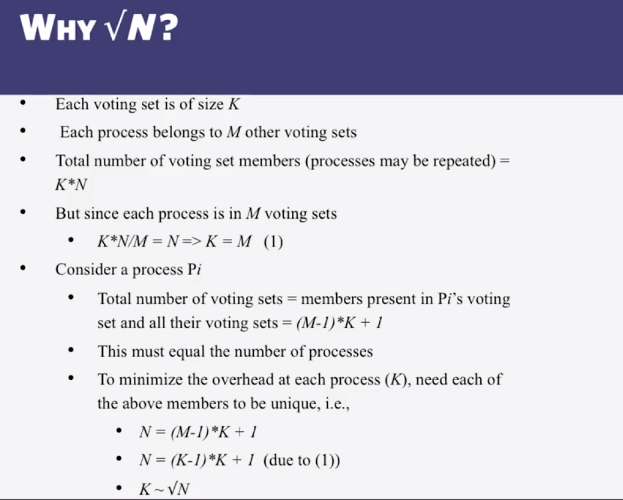 WHY √N?
• Each voting set is of size K
• Each process belongs to M other voting sets
• Total number of voting set members (processes may be repeated) =
K*N
• But since each process is in M voting sets
• K*N/M = N => K = M (1)
• Consider a process Pi
• Total number of voting sets = members present in Pi's voting
set and all their voting sets = (M-1)*K + 1
• This must equal the number of processes
• To minimize the overhead at each process (K), need each of
the above members to be unique, i.e.,
• N = (M-1)*K + 1
• N = (K-1)*K + 1 (due to (1))
• K ~ √N